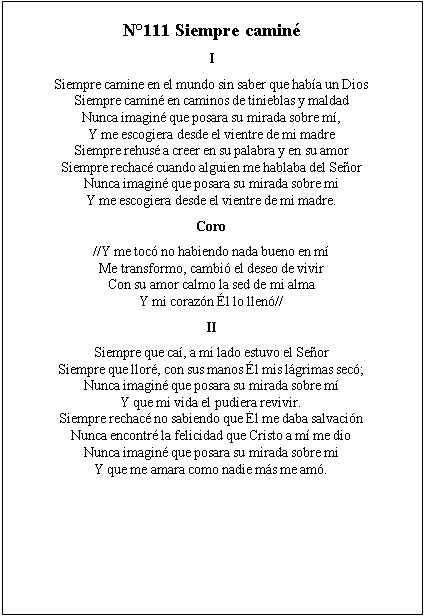 N°111 Siempre caminé
I
Siempre camine en el mundo sin saber que había un Dios
Siempre caminé en caminos de tinieblas y maldad
Nunca imaginé que posara su mirada sobre mí,
Y me escogiera desde el vientre de mi madre
Siempre rehusé a creer en su palabra y en su amor
Siempre rechacé cuando alguien me hablaba del Señor
Nunca imaginé que posara su mirada sobre mi
Y me escogiera desde el vientre de mi madre.
Coro
//Y me tocó no habiendo nada bueno en mí
Me transformo, cambió el deseo de vivir
Con su amor calmo la sed de mi alma
Y mi corazón Él lo llenó//
II
Siempre que caí, a mi lado estuvo el Señor
Siempre que lloré, con sus manos Él mis lágrimas secó;
Nunca imaginé que posara su mirada sobre mí
Y que mi vida el pudiera revivir.
Siempre rechacé no sabiendo que Él me daba salvación
Nunca encontré la felicidad que Cristo a mí me dio
Nunca imaginé que posara su mirada sobre mi
Y que me amara como nadie más me amó.